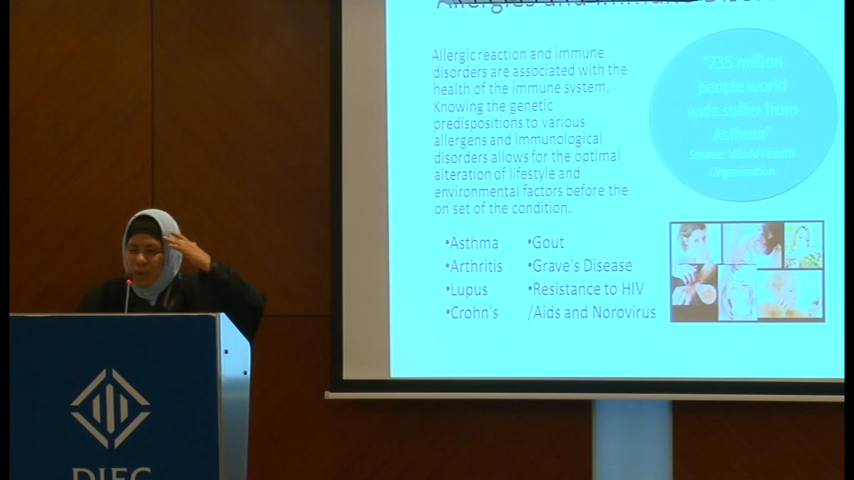 Allergies and Immune Disor
Allergic reaction and immune
disorders are associated with the
health of the immune system.
Knowing the genetic
predispositions to various
allergens and immunological
disorders allows for the optimal
alteration of lifestyle and
environmental factors before the
on set of the condition.
"235 million
people world
wide suffer from
Asthma"
Source: World Health
Organization
•Asthma
•Arthritis
•Lupus
•Crohn's
•Gout
•Grave's Disease
•Resistance to HIV
/Aids and Norovirus
DIFC